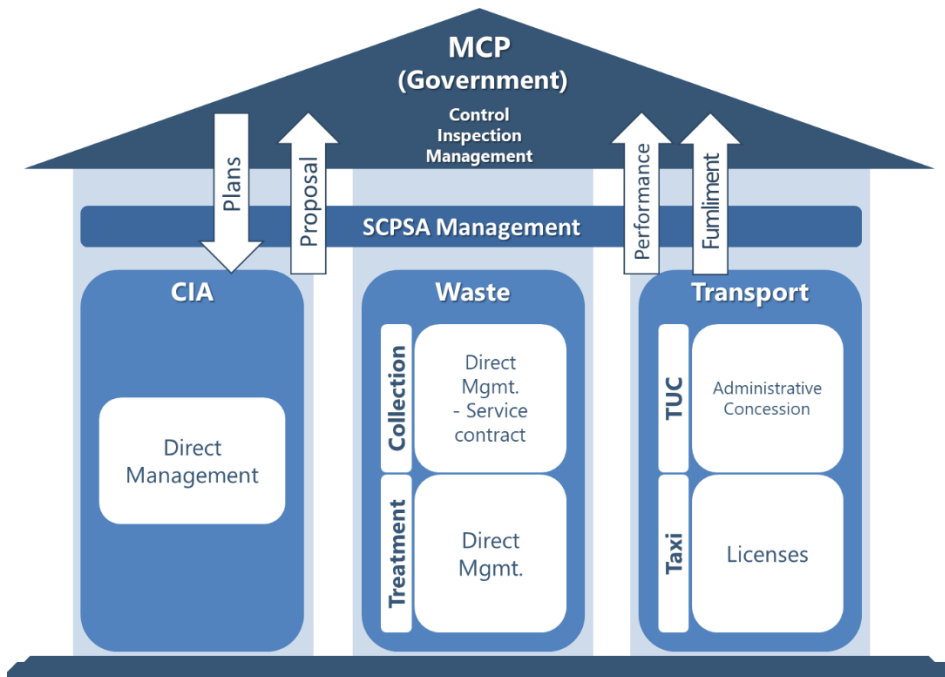 MCP
(Government)
Control
Inspection
Management
Plans
Proposal
Performance
Fumliment
SCPSA Management
CIA
Direct
Management
Waste
Collection
Direct
Mgmt.
- Service
contract
Treatment
Direct
Mgmt.
Transport
TUC
Administrative
Concession
Taxi
Licenses